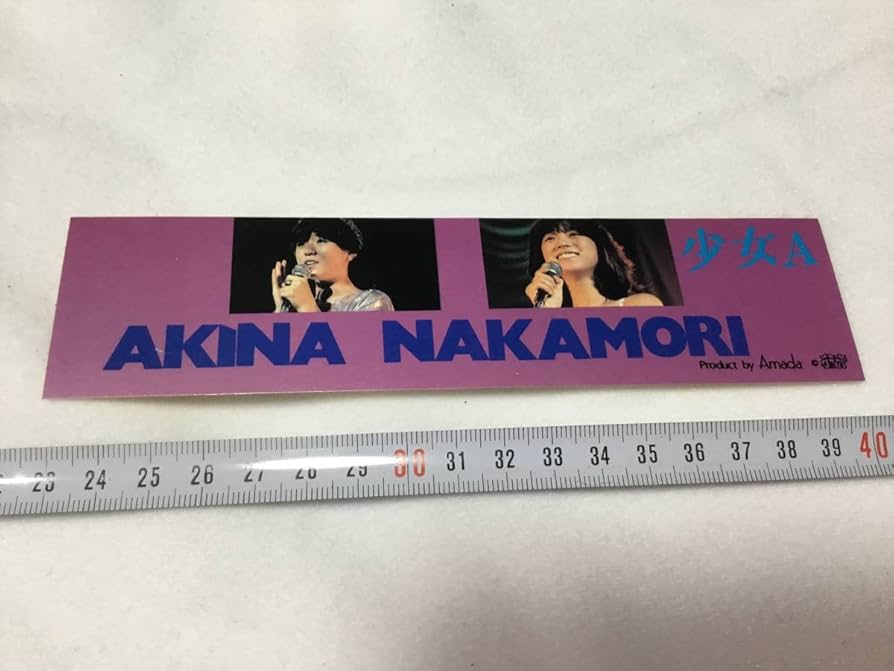 少女A
AKINA NAKAMORI
Product by Amada ©
23 24 25 26 27 28 29 30 31 32 33 34 35 36 37 38 39 40